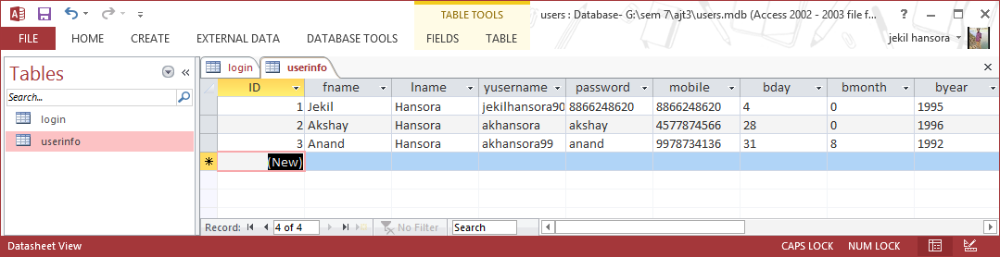 TABLE TOOLS
users : Database- G:\sem 7\ajt3\users.mdb (Access 2002 - 2003 file f...
FILE HOME CREATE EXTERNAL DATA DATABASE TOOLS FIELDS TABLE jekil hansora
Tables
Search...
login
userinfo
login userinfo
ID fname lname yusername password mobile bday bmonth byear
1 Jekil Hansora jekilhansora90 8866248620 8866248620 4 0 1995
2 Akshay Hansora akhansora akshay 4577874566 28 0 1996
3 Anand Hansora akhansora99 anand 9978734136 31 8 1992
(New)
Record: 4 of 4 No Filter Search
Datasheet View CAPS LOCK NUM LOCK